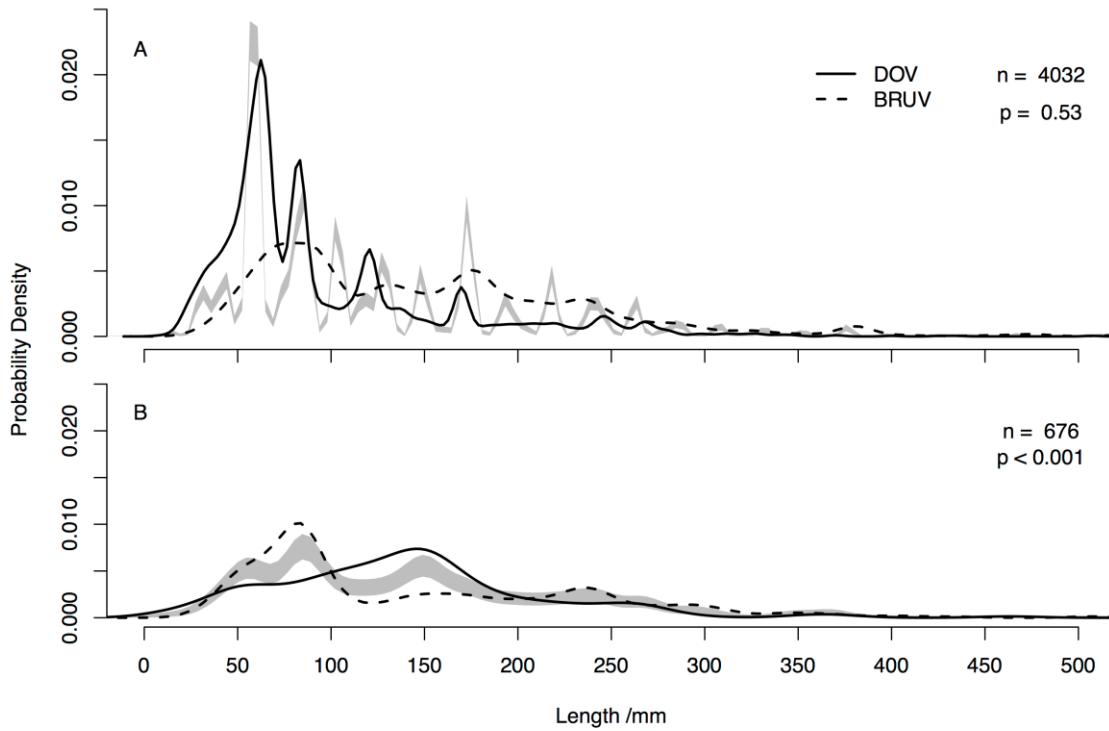 A
DOV
BRUV
n = 4032
p = 0.53
0.020
0.010
0.000
Probability Density
B
n = 676
p < 0.001
0.020
0.010
0.000
0 50 100 150 200 250 300 350 400 450 500
Length /mm